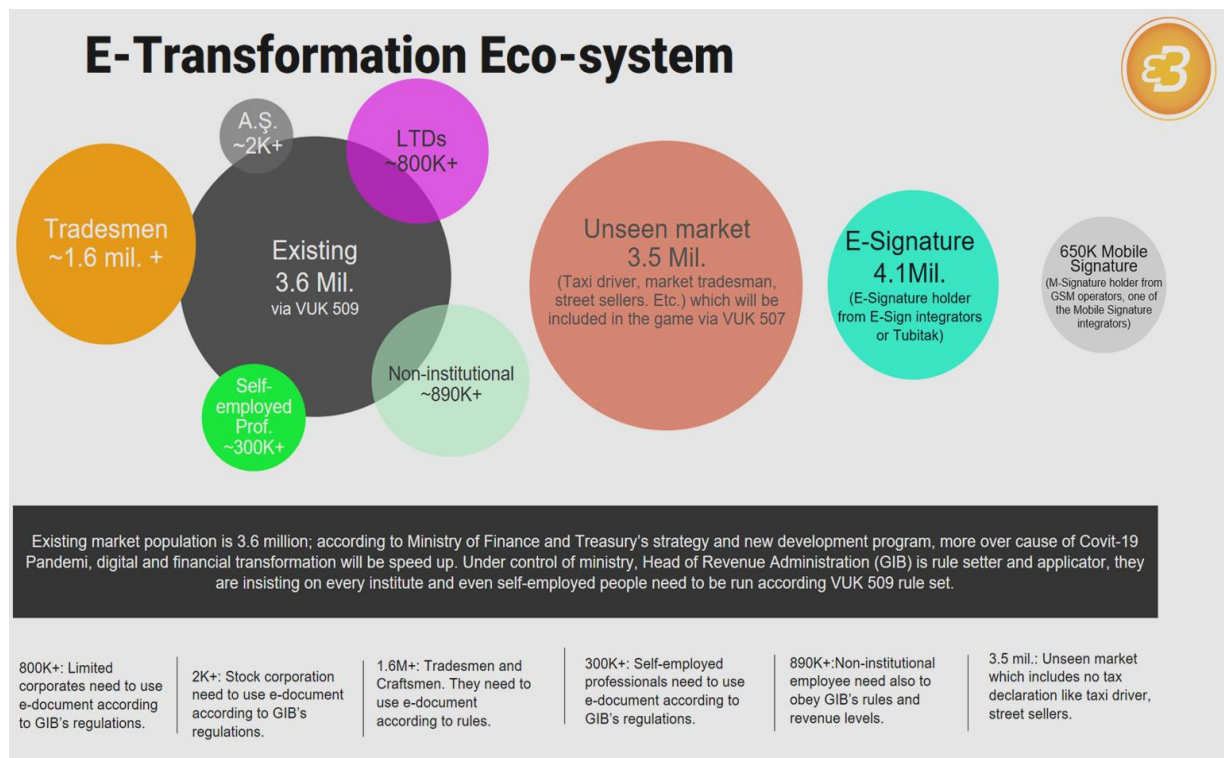 E-Transformation Eco-system
εB
A.Ş.
~2K+
LTDs
~800K+
Tradesmen
~1.6 mil. +
Existing
3.6 Mil.
via VUK 509
Self-
employed
Prof.
~300K+
Non-institutional
~890K+
Unseen market
3.5 Mil.
(Taxi driver, market tradesman,
street sellers. Etc.) which will be
included in the game via VUK 507
E-Signature
4.1Mil.
(E-Signature holder
from E-Sign integrators
or Tubitak)
650K Mobile
Signature
(M-Signature holder from
GSM operators, one of
the Mobile Signature
integrators)
Existing market population is 3.6 million; according to Ministry of Finance and Treasury's strategy and new development program, more over cause of Covit-19
Pandemi, digital and financial transformation will be speed up. Under control of ministry, Head of Revenue Administration (GIB) is rule setter and applicator, they
are insisting on every institute and even self-employed people need to be run according VUK 509 rule set.
800K+: Limited
corporates need to use
e-document according
to GIB's regulations.
2K+: Stock corporation
need to use e-document
according to GIB's
regulations.
1.6M+: Tradesmen and
Craftsmen. They need to
use e-document
according to rules.
300K+: Self-employed
professionals need to use
e-document according to
GIB's regulations.
890K+:Non-institutional
employee need also to
obey GIB's rules and
revenue levels.
3.5 mil.: Unseen market
which includes no tax
declaration like taxi driver,
street sellers.